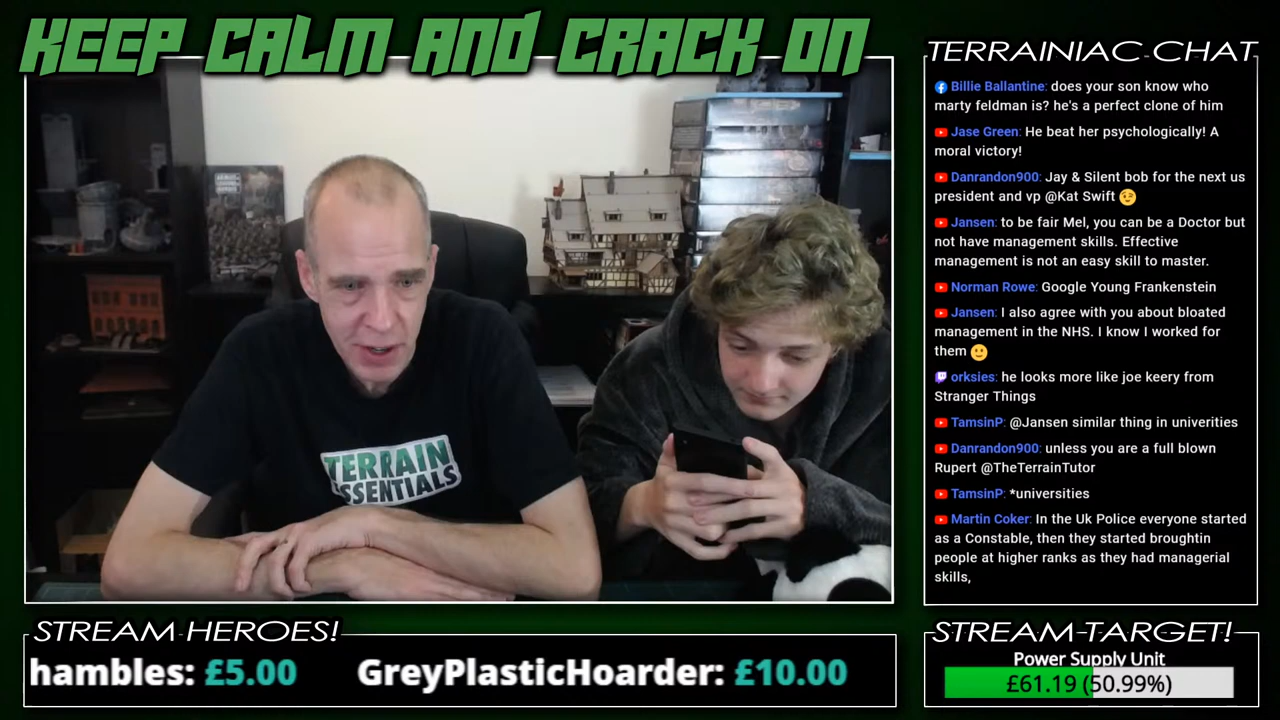 KEEP CALM AND CRACK ON
TERRAINIAC CHAT
Billie Ballantine: does your son know who
marty feldman is? he's a perfect clone of him
Jase Green: He beat her psychologically! A
moral victory!
Danrandon900: Jay & Silent bob for the next us
president and vp @Kat Swift
Jansen: to be fair Mel, you can be a Doctor but
not have management skills. Effective
management is not an easy skill to master.
Norman Rowe: Google Young Frankenstein
Jansen: I also agree with you about bloated
management in the NHS. I know I worked for
them
orksies: he looks more like joe keery from
Stranger Things
TamsinP: @Jansen similar thing in univerities
Danrandon900: unless you are a full blown
Rupert @TheTerrainTutor
TamsinP: *universities
Martin Coker: In the Uk Police everyone started
as a Constable, then they started broughtin
people at higher ranks as they had managerial
skills,
TERRAIN
ESSENTIALS
STREAM HEROES!
hambles: £5.00 GreyPlasticHoarder: £10.00
STREAM TARGET!
Power Supply Unit
£61.19 (50.99%)